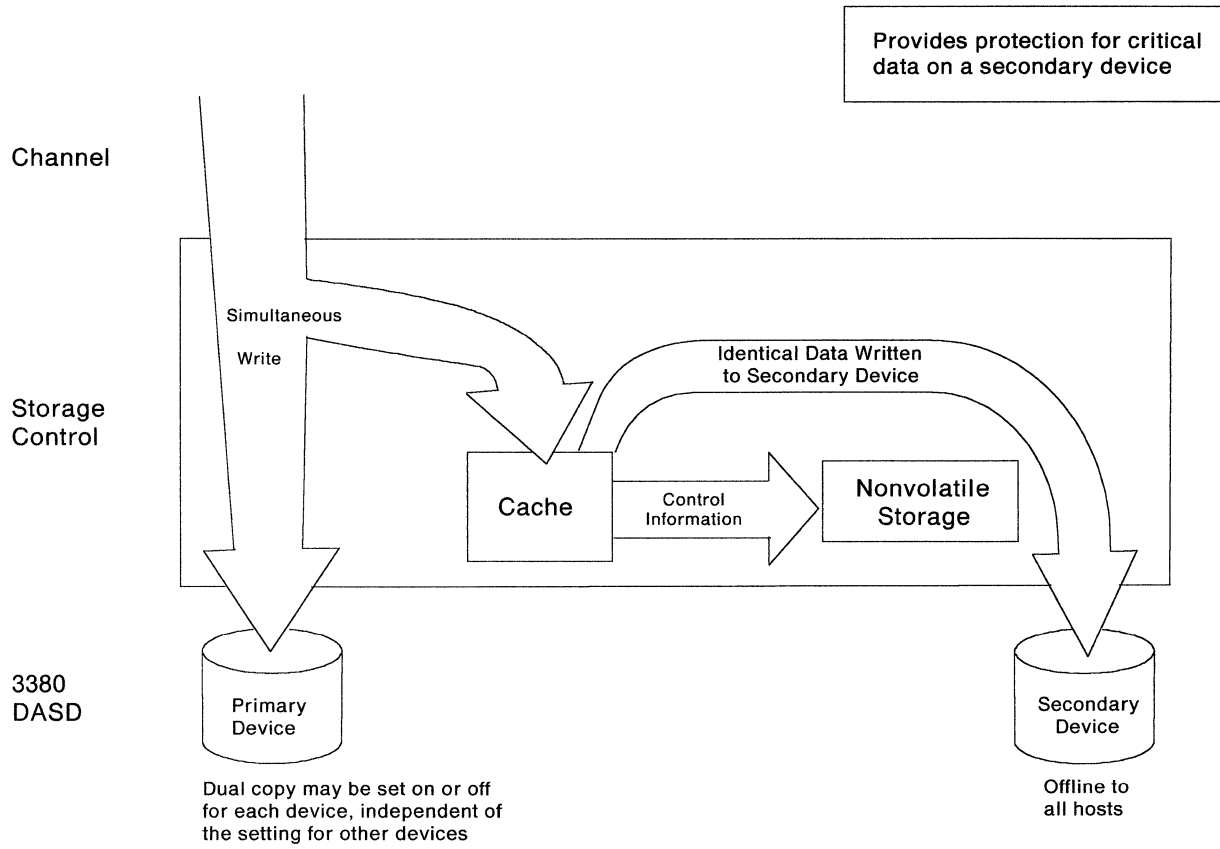 Provides protection for critical
data on a secondary device
Channel
Simultaneous
Write
Identical Data Written
to Secondary Device
Storage
Control
Cache
Control
Information
Nonvolatile
Storage
3380
DASD
Primary
Device
Secondary
Device
Dual copy may be set on or off
for each device, independent of
the setting for other devices
Offline to
all hosts